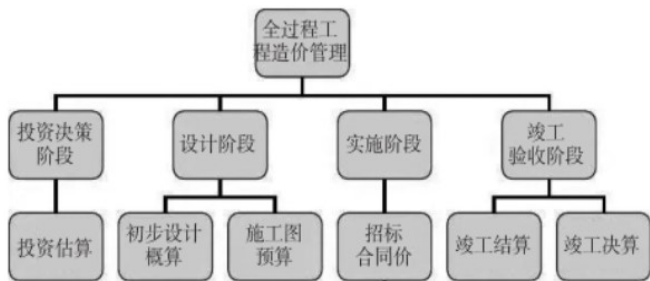 全过程工
程造价管理
投资决策
阶段
设计阶段
实施阶段
竣工
验收阶段
投资估算
初步设计
概算
施工图
预算
招标
合同价
竣工结算
竣工决算